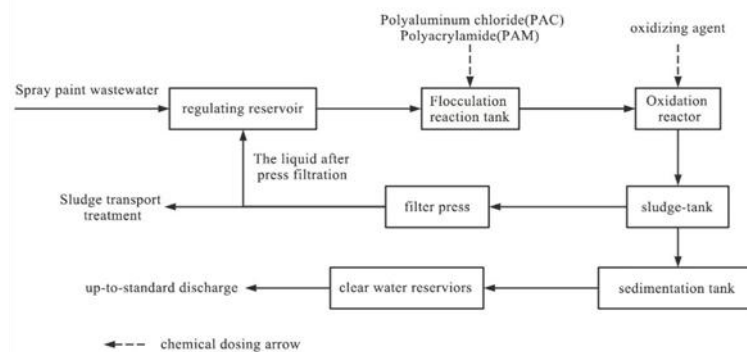 Polyaluminum chloride(PAC)
Polyacrylamide(PAM)
oxidizing agent
Spray paint wastewater
regulating reservoir
Flocculation
reaction tank
Oxidation
reactor
The liquid after
press filtration
Sludge transport
treatment
filter press
sludge-tank
up-to-standard discharge
clear water reserviors
sedimentation tank
chemical dosing arrow